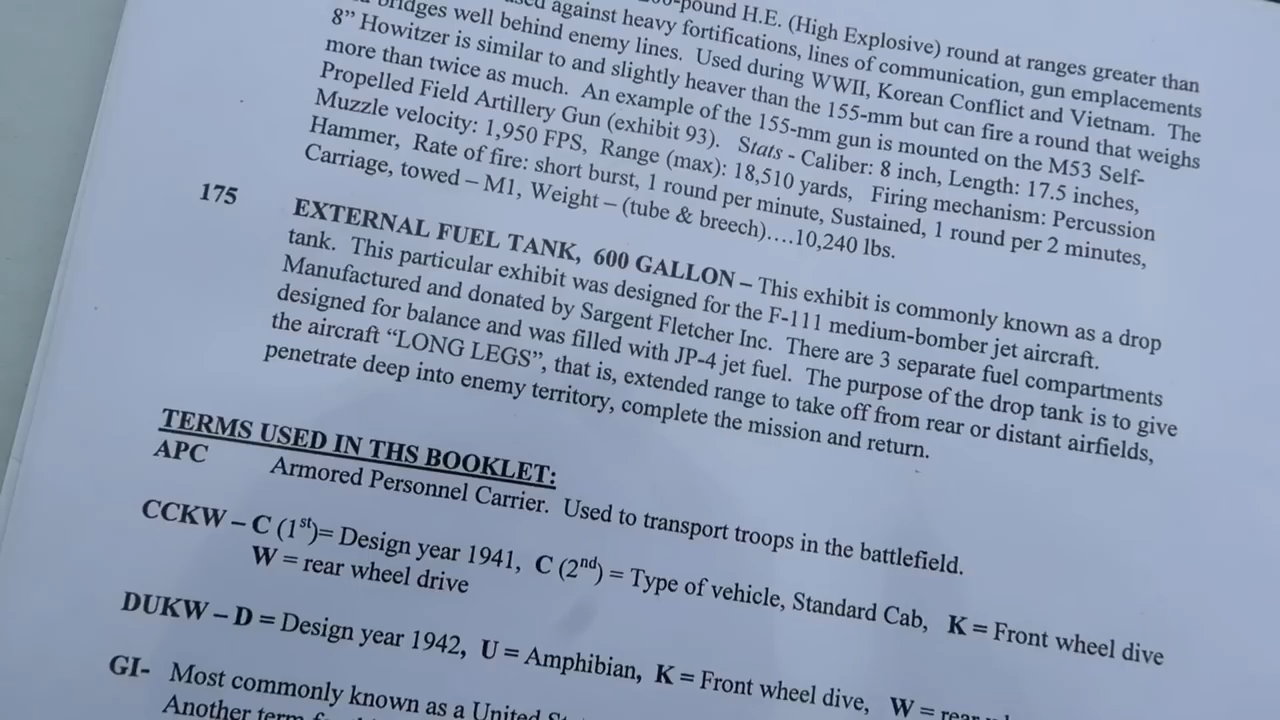 -pound H.E. (High Explosive) round at ranges greater than
against heavy fortifications, lines of communication, gun emplacements
bridges well behind enemy lines. Used during WWII, Korean Conflict and Vietnam. The
8” Howitzer is similar to and slightly heavier than the 155-mm but can fire a round that weighs
more than twice as much. An example of the 155-mm gun is mounted on the M53 Self-
Propelled Field Artillery Gun (exhibit 93). Stats - Caliber: 8 inch, Length: 17.5 inches,
Muzzle velocity: 1,950 FPS, Range (max): 18,510 yards, Firing mechanism: Percussion
Hammer, Rate of fire: short burst, 1 round per minute, Sustained, 1 round per 2 minutes,
Carriage, towed – M1, Weight – (tube & breech)….10,240 lbs.
175 EXTERNAL FUEL TANK, 600 GALLON – This exhibit is commonly known as a drop
tank. This particular exhibit was designed for the F-111 medium-bomber jet aircraft.
Manufactured and donated by Sargent Fletcher Inc. There are 3 separate fuel compartments
designed for balance and was filled with JP-4 jet fuel. The purpose of the drop tank is to give
the aircraft “LONG LEGS”, that is, extended range to take off from rear or distant airfields,
penetrate deep into enemy territory, complete the mission and return.
TERMS USED IN THS BOOKLET:
APC Armored Personnel Carrier. Used to transport troops in the battlefield.
CCKW – C (1st)= Design year 1941, C (2nd) = Type of vehicle, Standard Cab, K = Front wheel dive
W = rear wheel drive
DUKW – D = Design year 1942, U = Amphibian, K = Front wheel dive, W =
GI- Most commonly known as a United
Another term